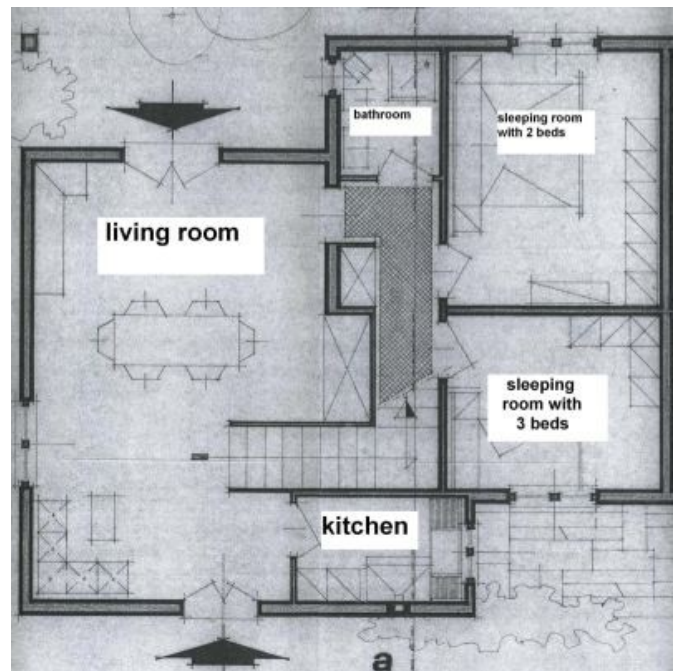 bathroom
sleeping room
with 2 beds
living room
sleeping
room with
3 beds
kitchen
a